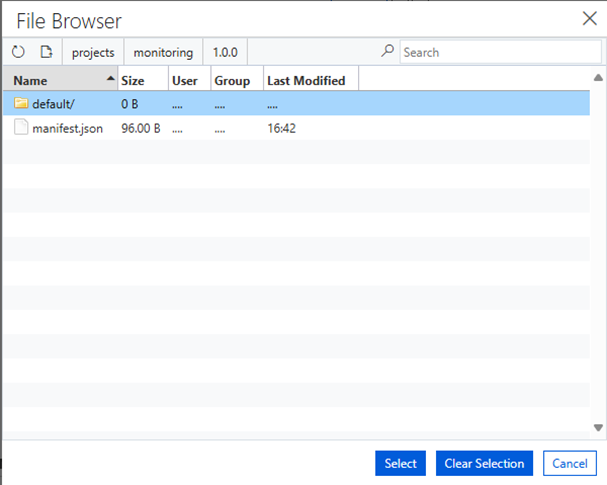 File Browser
projects monitoring 1.0.0 Search
Name Size User Group Last Modified
default/ 0 B .... .... ....
manifest.json 96.00 B .... .... 16:42
Select Clear Selection Cancel